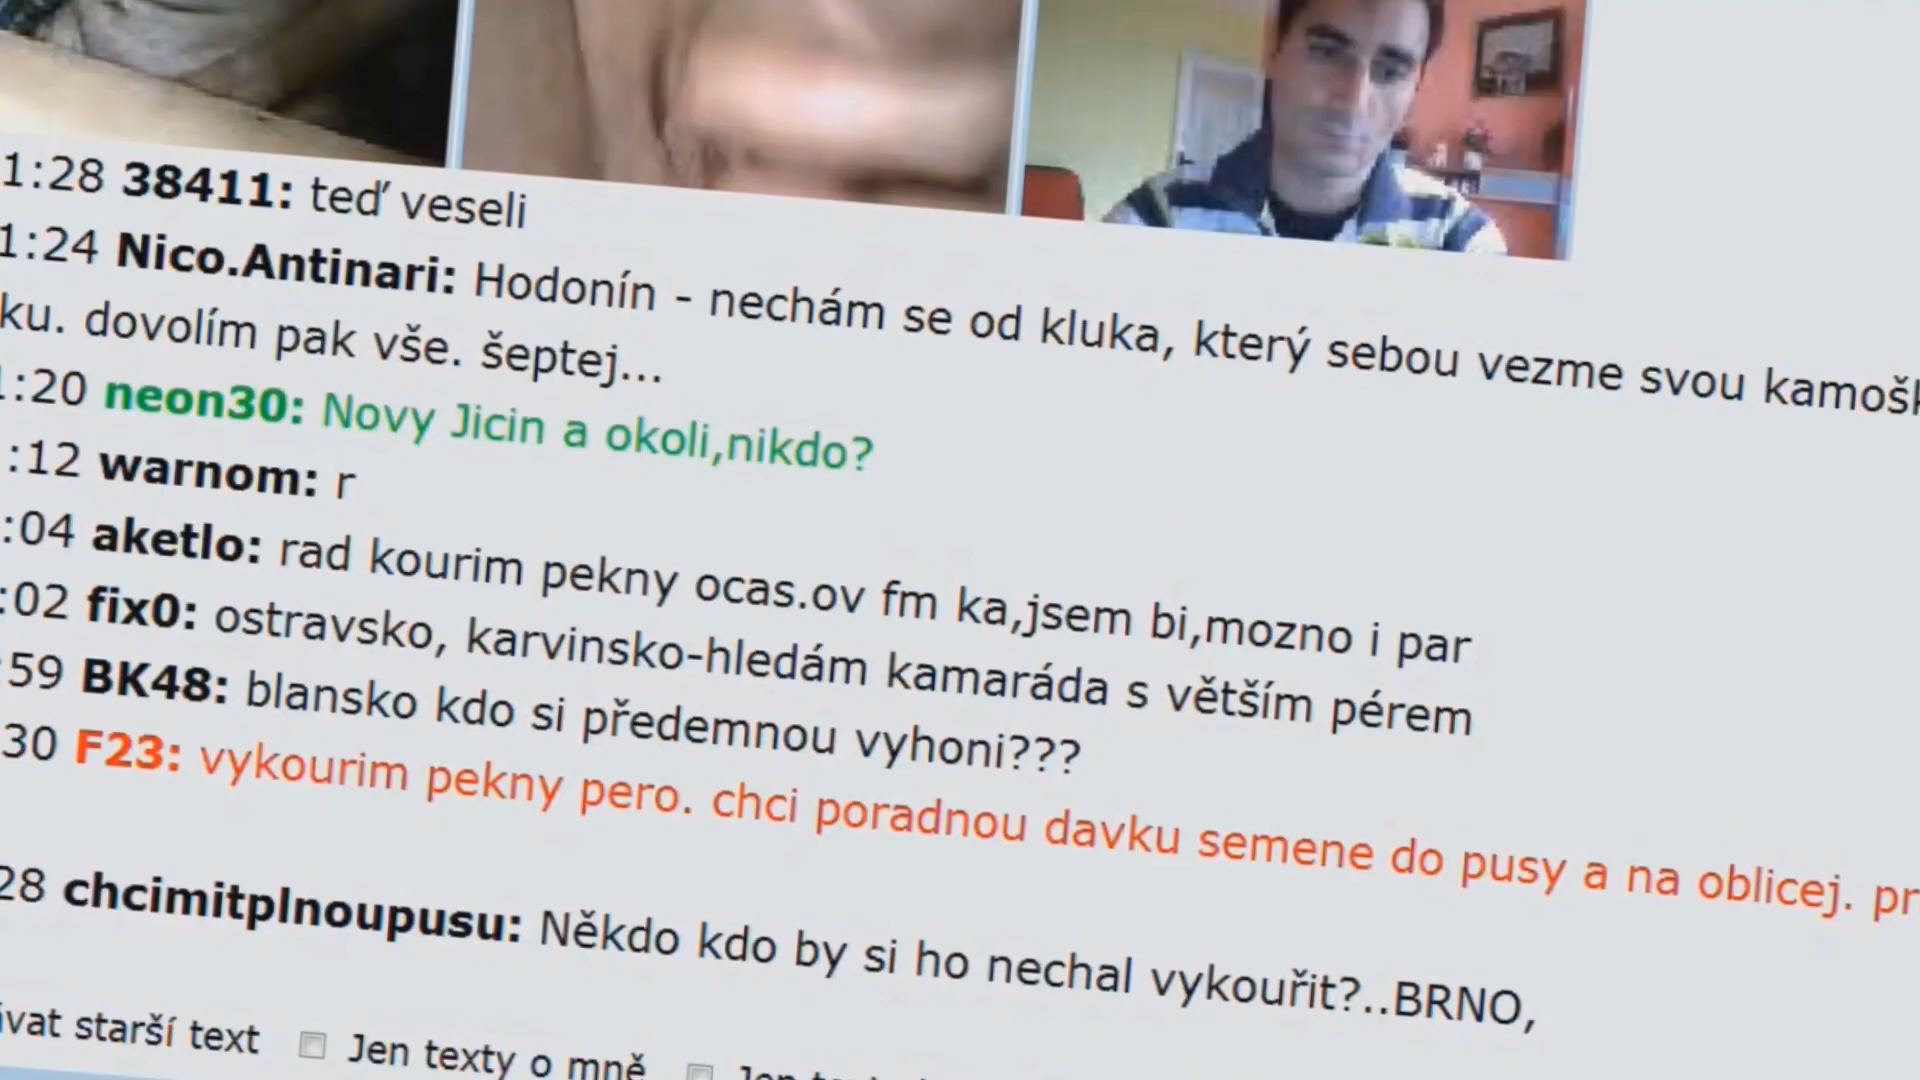 1:28 38411: teď veseli
1:24 Nico.Antinari: Hodonín - nechám se od kluka, který sebou vezme svou
ku. dovolím pak vše. šeptej...
:20 neon30: Novy Jicin a okoli,nikdo?
:12 warnom: r
:04 aketlo: rad kourim pekny ocas.ov fm ka,jsem bi,mozno i par
:02 fix0: ostravsko, karvinsko-hledám kamaráda s větším pérem
:59 BK48: blansko kdo si předemnou vyhoni???
30 F23: vykourim pekny pero. chci poradnou davku semene do pusy a na oblicej.
28 chcimitplnoupusu: Někdo kdo by si ho nechal vykouřit?..BRNO,
starší text Jen texty o mně